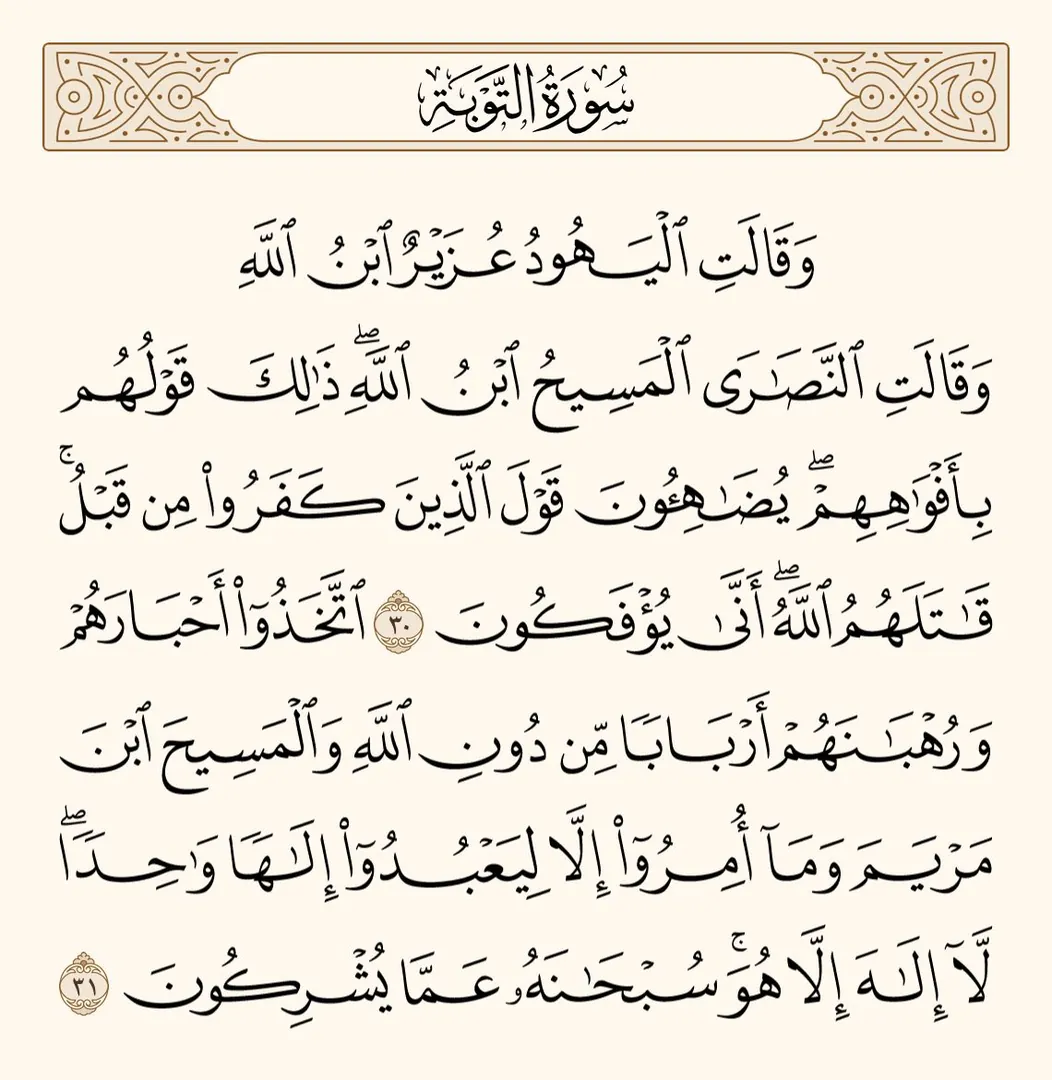 سُورَةُ التَّوْبَةِ
وَقَالَتِ ٱلْيَهُودُ عُزَيْرٌ ٱبْنُ ٱللَّهِ
وَقَالَتِ ٱلنَّصَٰرَى ٱلْمَسِيحُ ٱبْنُ ٱللَّهِۖ ذَٰلِكَ قَوْلُهُم
بِأَفْوَٰهِهِمْۖ يُضَٰهِـُٔونَ قَوْلَ ٱلَّذِينَ كَفَرُوا۟ مِن قَبْلُۚ
قَٰتَلَهُمُ ٱللَّهُۖ أَنَّىٰ يُؤْفَكُونَ ٣٠ ٱتَّخَذُوٓا۟ أَحْبَارَهُمْ
وَرُهْبَٰنَهُمْ أَرْبَابًا مِّن دُونِ ٱللَّهِ وَٱلْمَسِيحَ ٱبْنَ
مَرْيَمَ وَمَآ أُمِرُوٓا۟ إِلَّا لِيَعْبُدُوٓا۟ إِلَٰهًا وَٰحِدًاۖ
لَّآ إِلَٰهَ إِلَّا هُوَۚ سُبْحَٰنَهُۥ عَمَّا يُشْرِكُونَ ٣١